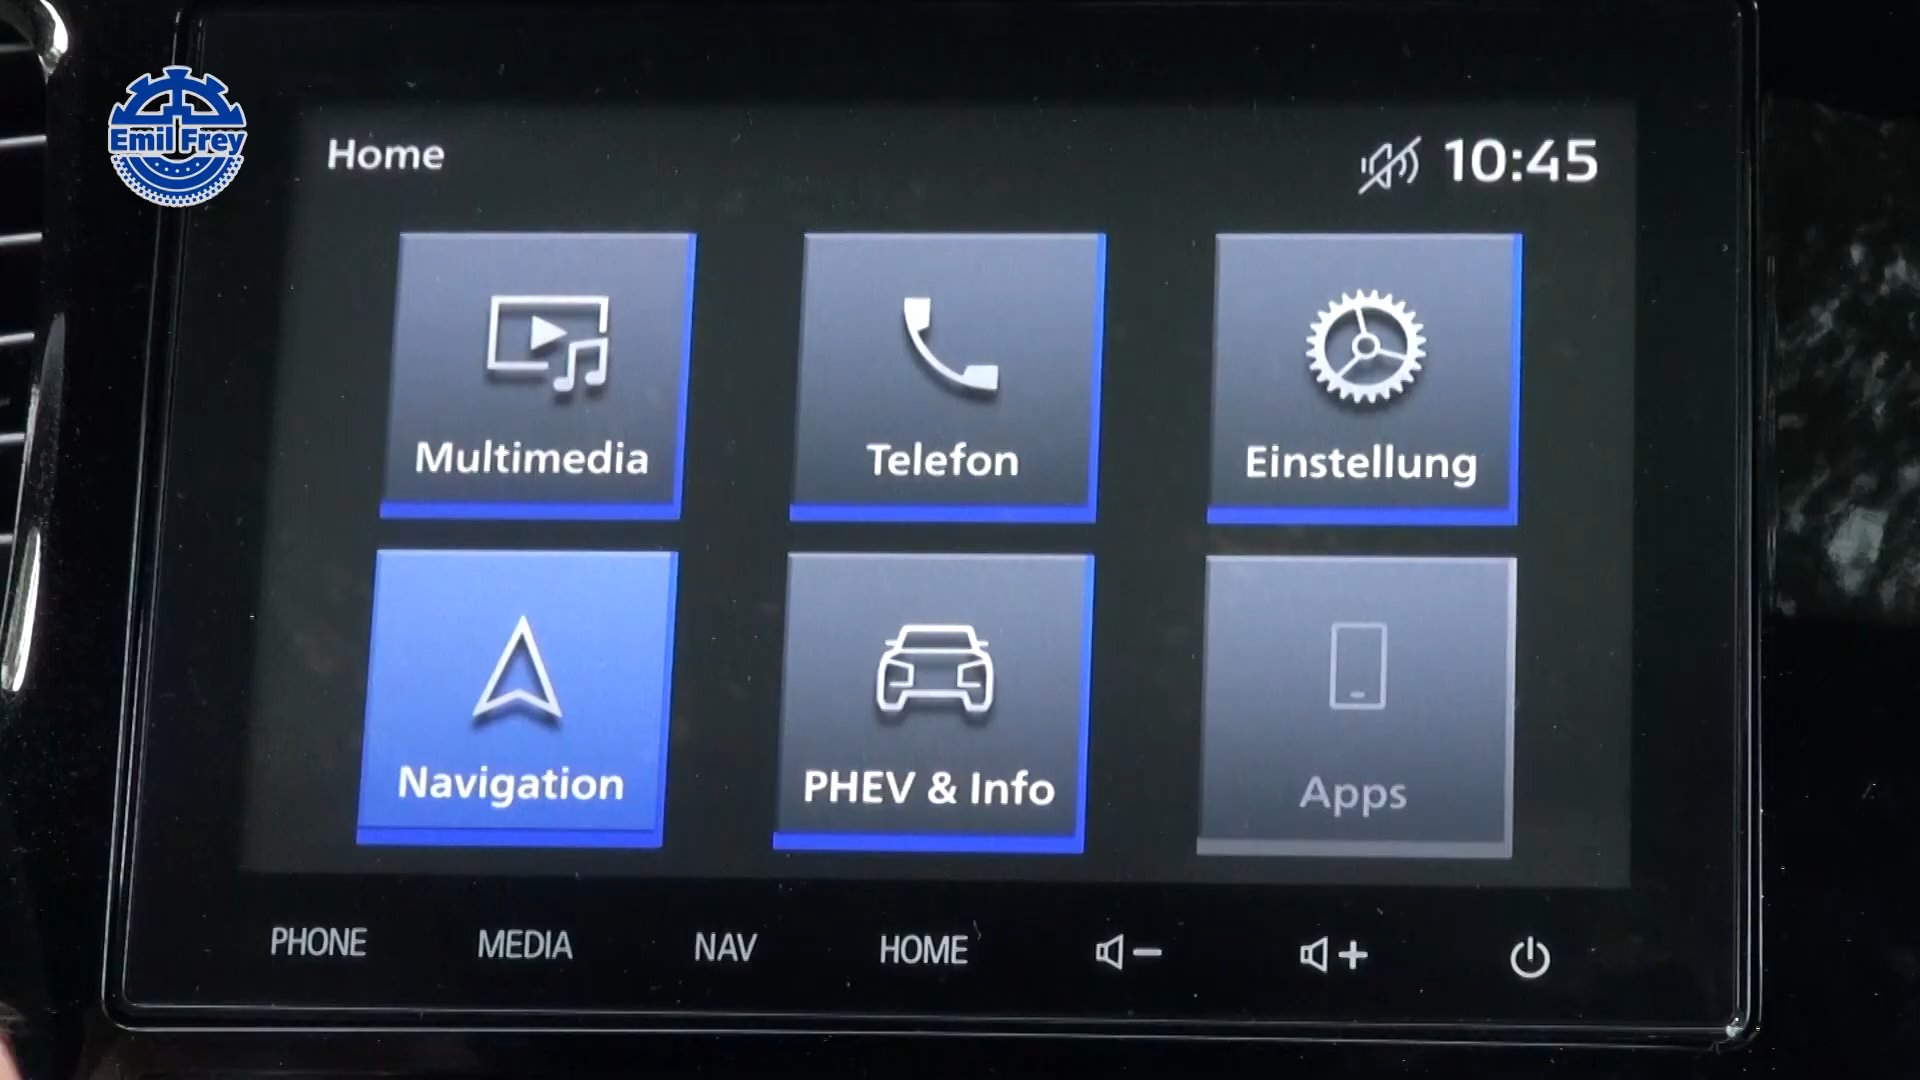 Emil Frey
Home
10:45
Multimedia
Telefon
Einstellung
Navigation
PHEV & Info
Apps
PHONE
MEDIA
NAV
HOME